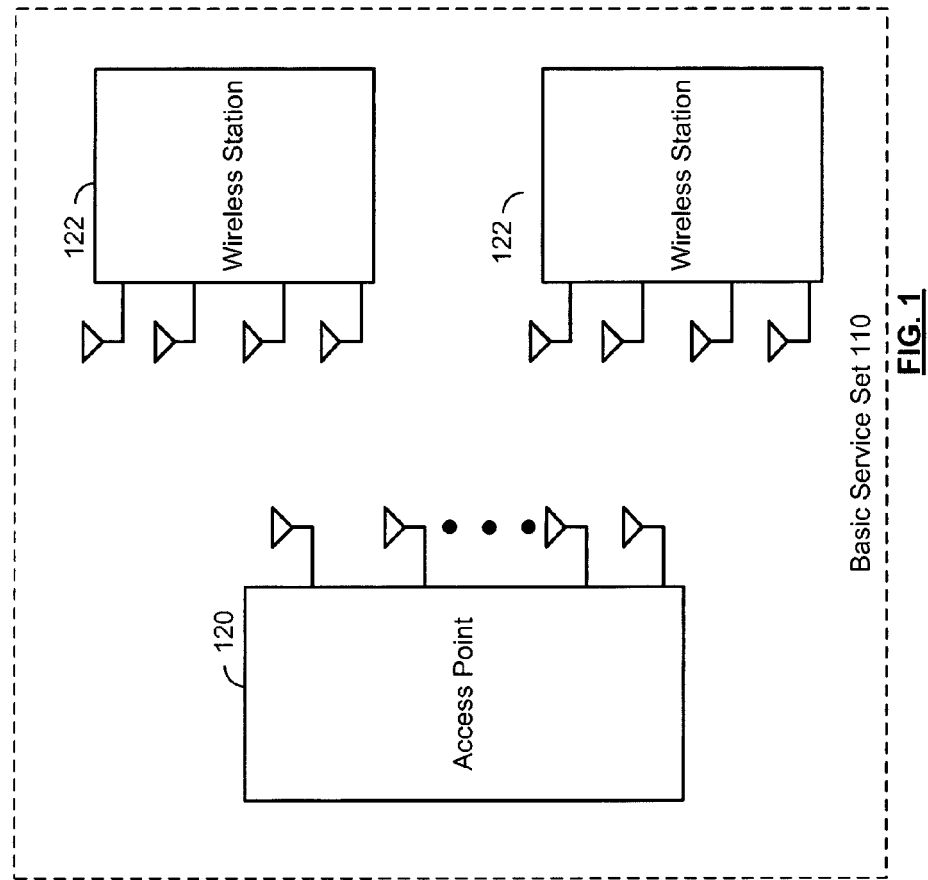 122
Wireless Station
122
Wireless Station
120
Access Point
Basic Service Set 110
FIG. 1